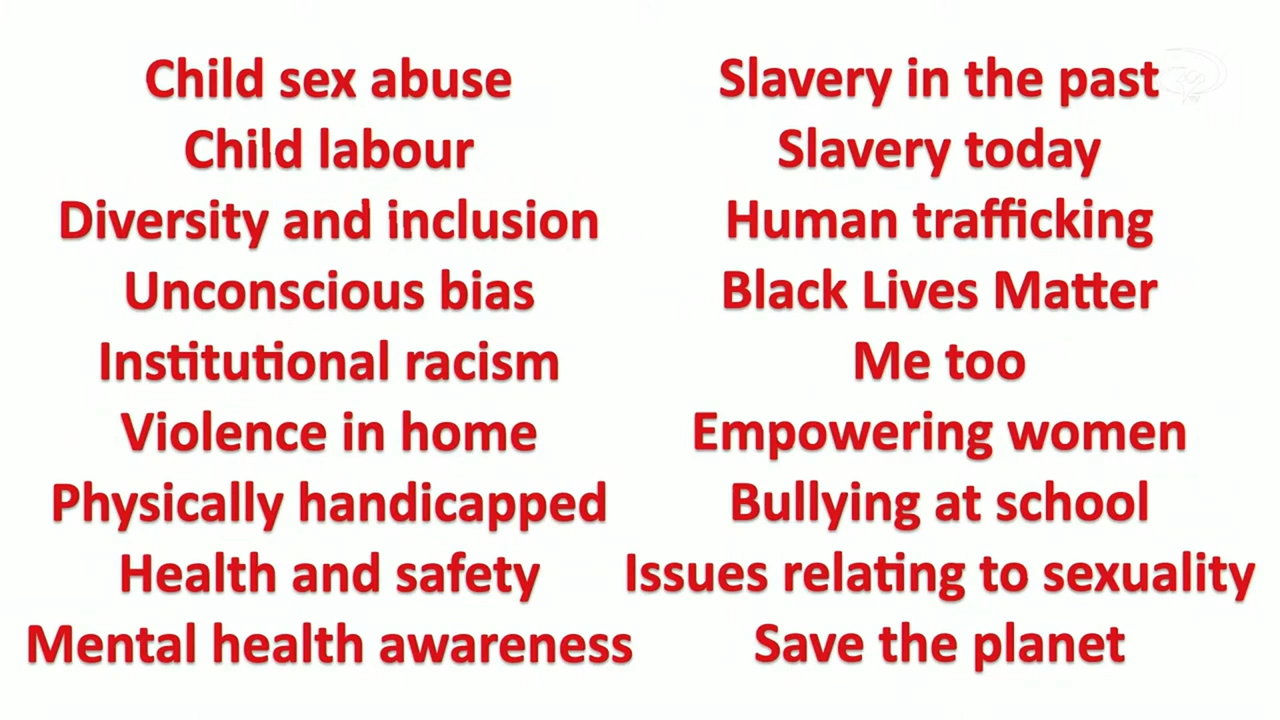 Child sex abuse
Child labour
Diversity and inclusion
Unconscious bias
Institutional racism
Violence in home
Physically handicapped
Health and safety
Mental health awareness
Slavery in the past
Slavery today
Human trafficking
Black Lives Matter
Me too
Empowering women
Bullying at school
Issues relating to sexuality
Save the planet